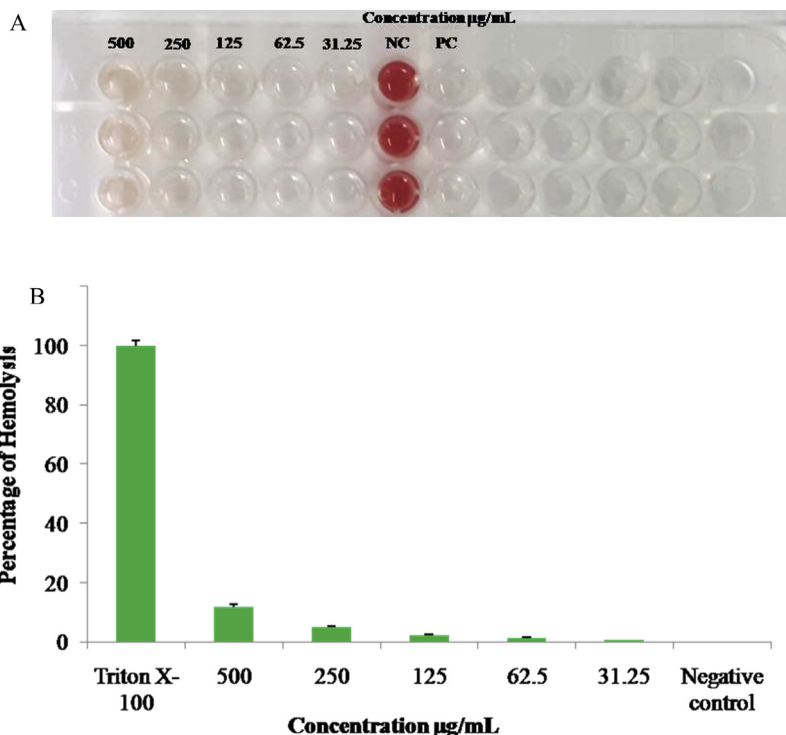 A
Concentration µg/mL
500 250 125 62.5 31.25 NC PC
A
B
C
B
Percentage of Hemolysis
100
80
60
40
20
0
Triton X-
100
500 250 125 62.5 31.25 Negative
control
Concentration µg/mL